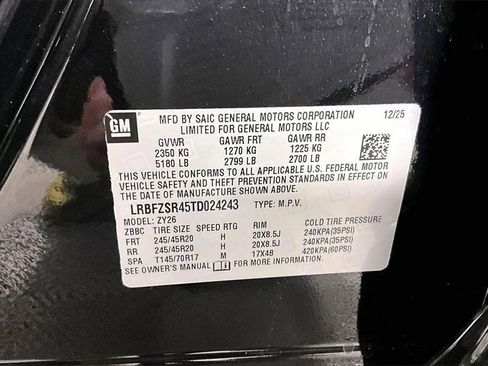 GM
MFD BY SAIC GENERAL MOTORS CORPORATION 12/25
LIMITED FOR GENERAL MOTORS LLC
GVWR GAWR FRT GAWR RR
2350 KG 1270 KG 1225 KG
5180 LB 2799 LB 2700 LB
THIS VEHICLE CONFORMS TO ALL APPLICABLE U.S. FEDERAL MOTOR
VEHICLE SAFETY, BUMPER, AND THEFT PREVENTION STANDARDS IN EFFECT ON
THE DATE OF MANUFACTURE SHOWN ABOVE.
LRBFZSR45TD024243 TYPE: M.P.V.
MODEL: ZY26
ZBBC TIRE SIZE SPEED RTG RIM COLD TIRE PRESSURE
FRT 245/45R20 H 20X8.5J 240KPA(35PSI)
RR 245/45R20 H 20X8.5J 240KPA(35PSI)
SPA T145/70R17 M 17X4B 420KPA(60PSI)
SEE OWNER'S MANUAL FOR ADDITIONAL INFORMATION